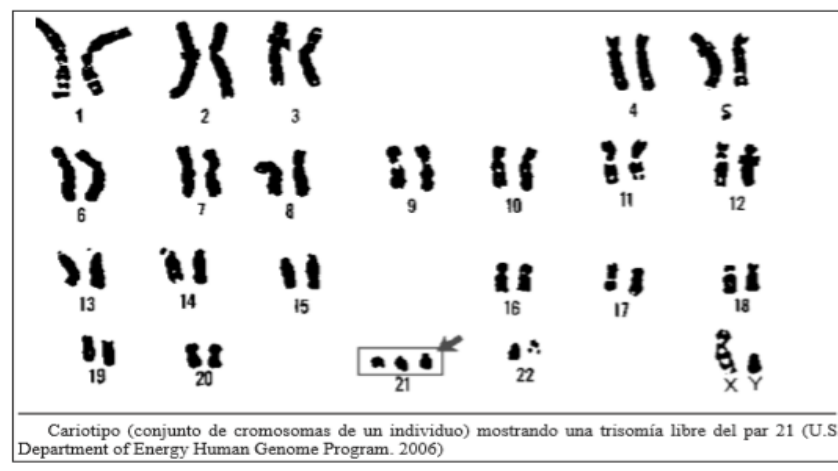 1 2 3 4 5
6 7 8 9 10 11 12
13 14 15 16 17 18
19 20 21 22 X Y
Cariotipo (conjunto de cromosomas de un individuo) mostrando una trisomía libre del par 21 (U.S
Department of Energy Human Genome Program. 2006)